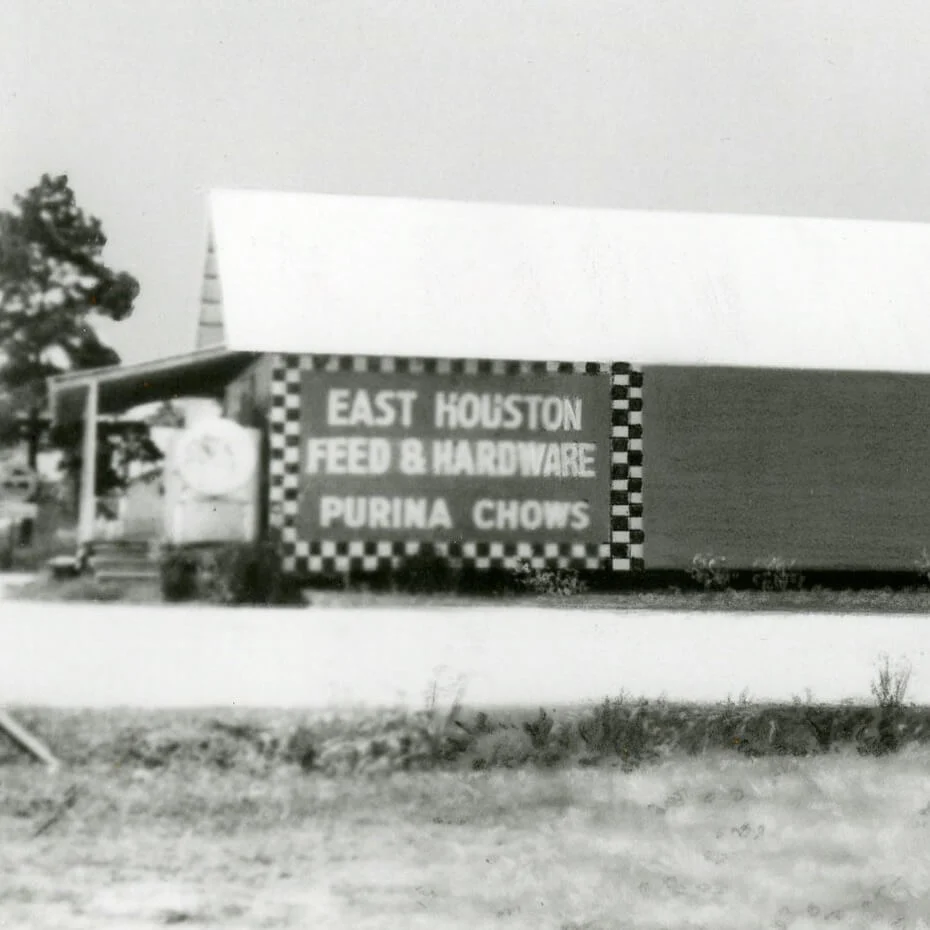 EAST HOUSTON
FEED & HARDWARE
PURINA CHOWS